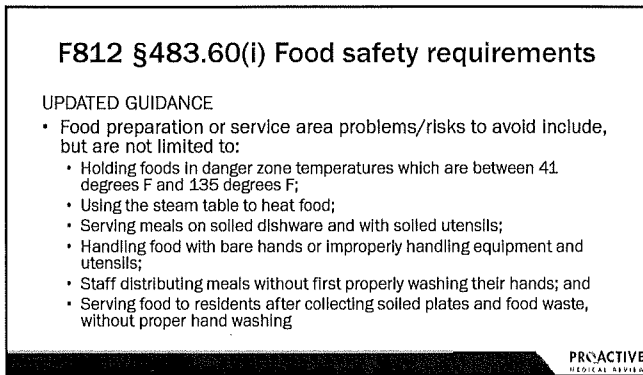 F812 §483.60(i) Food safety requirements
UPDATED GUIDANCE
• Food preparation or service area problems/risks to avoid include,
but are not limited to:
• Holding foods in danger zone temperatures which are between 41
degrees F and 135 degrees F;
• Using the steam table to heat food;
• Serving meals on soiled dishware and with soiled utensils;
• Handling food with bare hands or improperly handling equipment and
utensils;
• Staff distributing meals without first properly washing their hands; and
• Serving food to residents after collecting soiled plates and food waste,
without proper hand washing
PROACTIVE
MEDICAL REVIEW